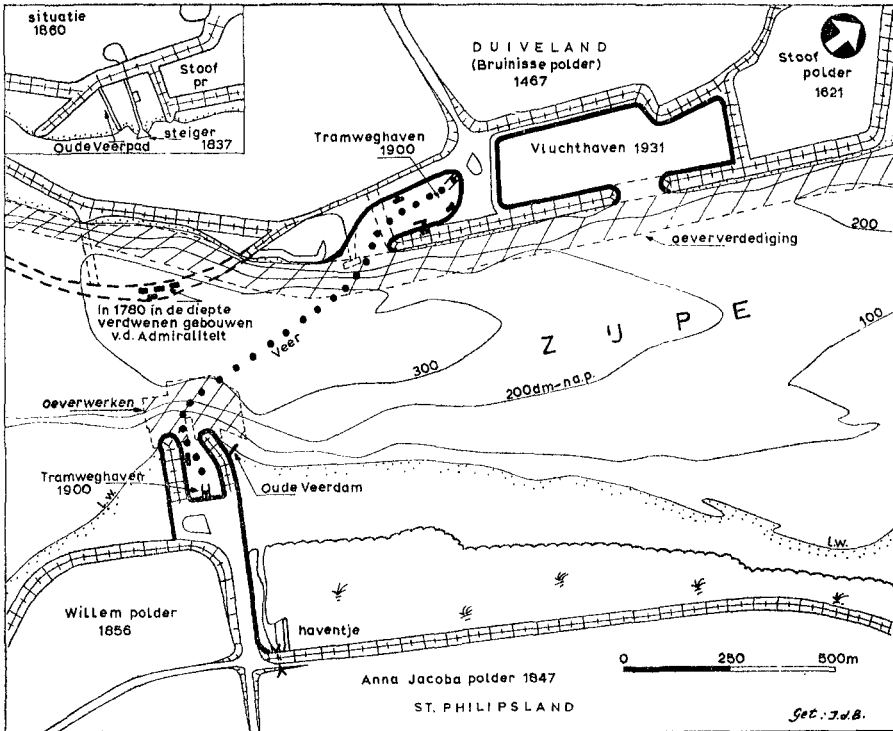 situatie
1860
Stoof
pr
steiger
Oude Veerpad
1837
DUIVELAND
(Bruinisse polder)
1467
Stoof
polder
1621
Tramweghaven
1900
Vluchthaven 1931
200
oeververdediging
In 1780 in de diepte
verdwenen gebouwen
v.d. Admiraliteit
Veer
ZIJPE
100
300
200dm-na.p.
oeverwerken
Tramweghaven
1900
Oude Veerdam
l.w.
l.w.
Willem polder
1856
haventje
0 250 500m
Anna Jacoba polder 1847
ST. PHILIPSLAND
Get.: J.d.B.